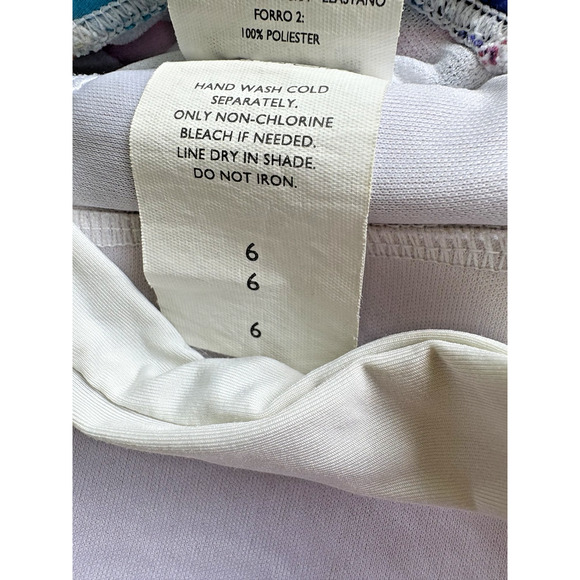 ELASTANO
FORRO 2:
100% POLIESTER
HAND WASH COLD
SEPARATELY.
ONLY NON-CHLORINE
BLEACH IF NEEDED.
LINE DRY IN SHADE.
DO NOT IRON.
6
6
6